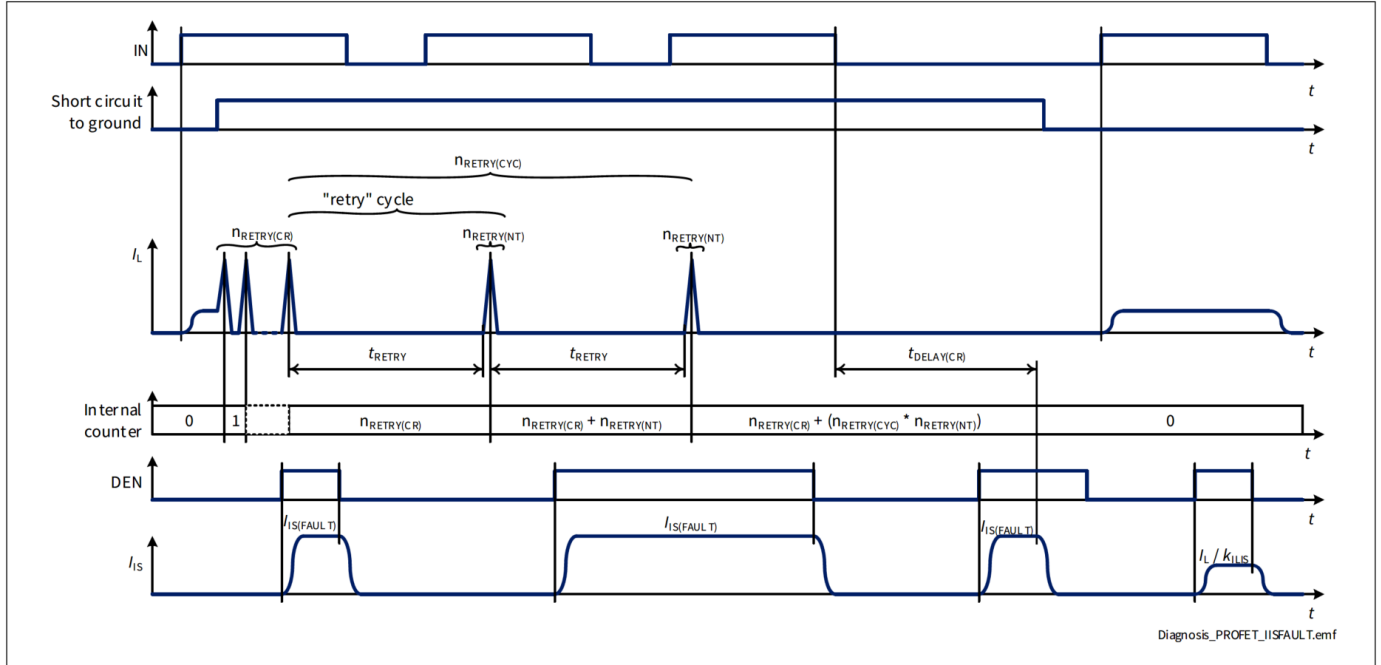 IN
t
Short circuit
to ground
t
nRETRY(CYC)
"retry" cycle
nRETRY(CR)
nRETRY(NT)
nRETRY(NT)
IL
t
tRETRY
tRETRY
tDELAY(CR)
Internal
counter
0
1
nRETRY(CR)
nRETRY(CR) + nRETRY(NT)
nRETRY(CR) + (nRETRY(CYC) * nRETRY(NT))
0
t
DEN
t
IIS(FAULT)
IIS(FAULT)
IIS(FAULT)
IL / kILIS
IIS
t
Diagnosis_PROFET_IISFAULT.emf